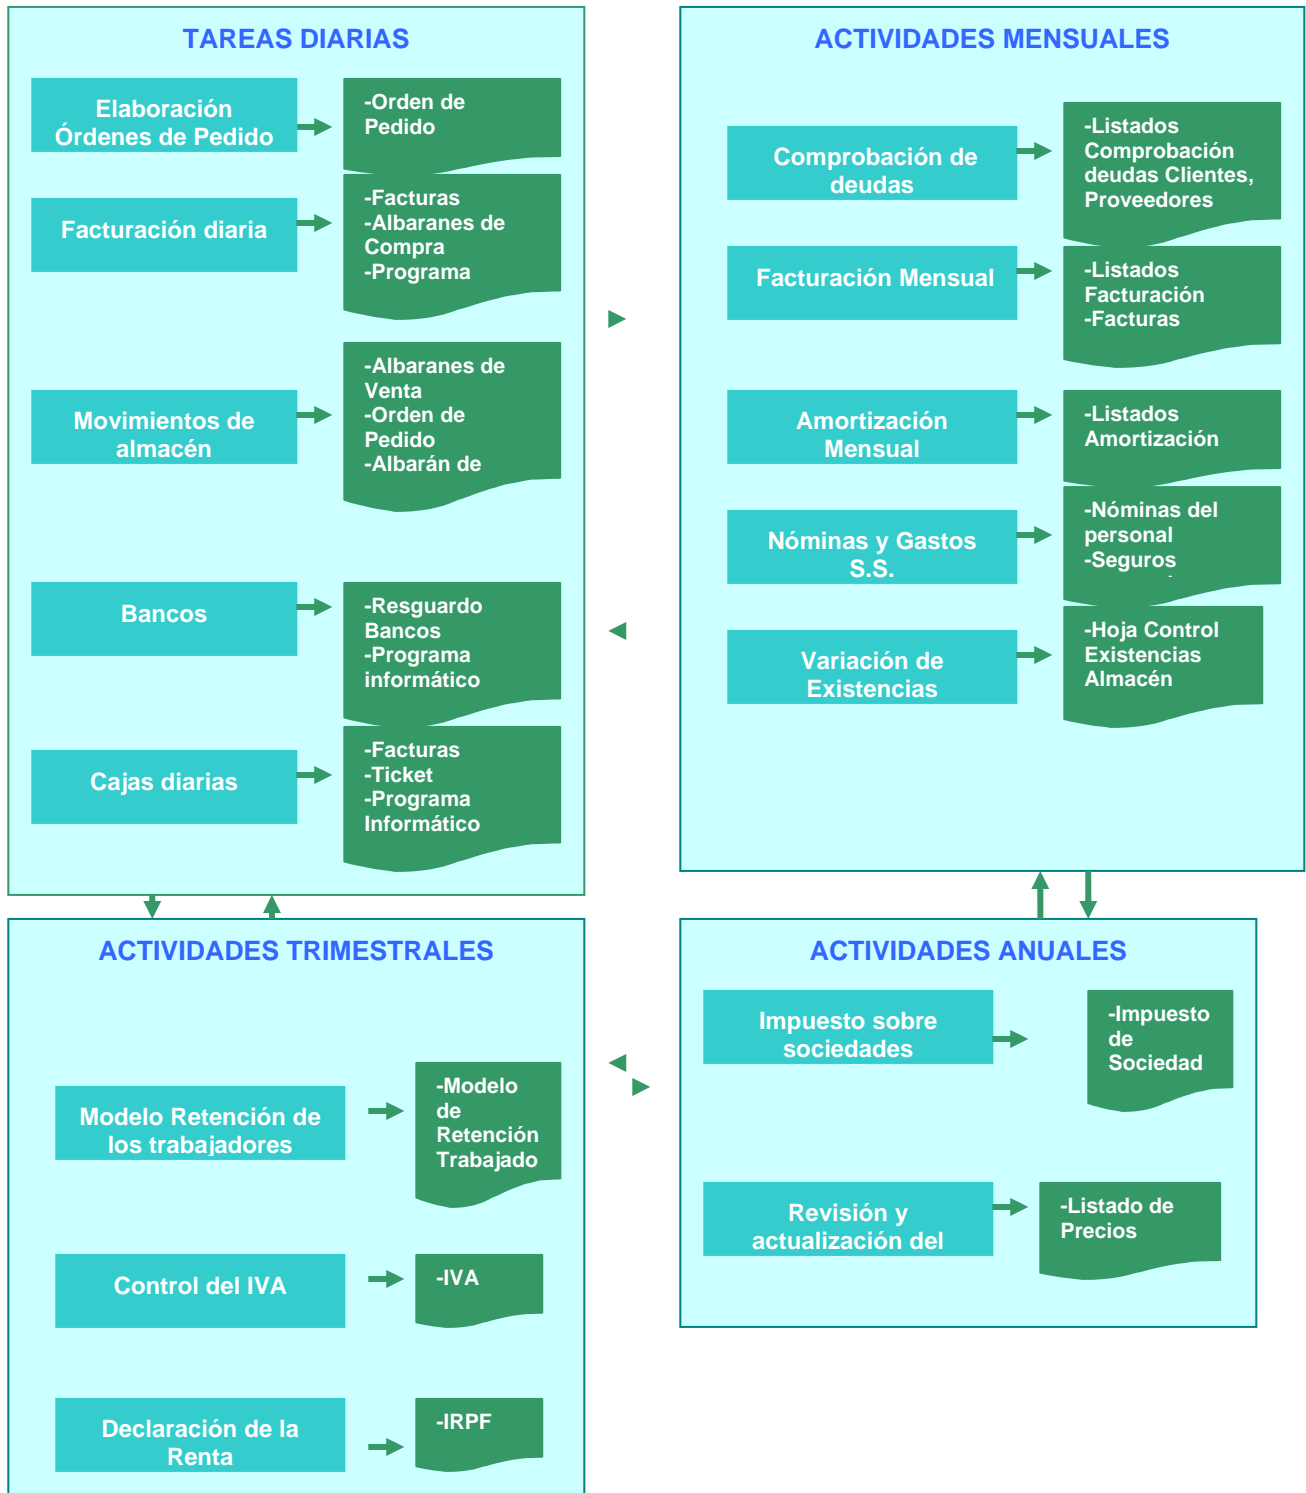 TAREAS DIARIAS
Elaboración
Órdenes de Pedido
-Orden de
Pedido
Facturación diaria
-Facturas
-Albaranes de
Compra
-Programa
Movimientos de
almacén
-Albaranes de
Venta
-Orden de
Pedido
-Albarán de
Bancos
-Resguardo
Bancos
-Programa
informático
Cajas diarias
-Facturas
-Ticket
-Programa
Informático
ACTIVIDADES MENSUALES
Comprobación de
deudas
-Listados
Comprobación
deudas Clientes,
Proveedores
Facturación Mensual
-Listados
Facturación
-Facturas
Amortización
Mensual
-Listados
Amortización
Nóminas y Gastos
S.S.
-Nóminas del
personal
-Seguros
Variación de
Existencias
-Hoja Control
Existencias
Almacén
ACTIVIDADES TRIMESTRALES
Modelo Retención de
los trabajadores
-Modelo
de
Retención
Trabajado
Control del IVA
-IVA
Declaración de la
Renta
-IRPF
ACTIVIDADES ANUALES
Impuesto sobre
sociedades
-Impuesto
de
Sociedad
Revisión y
actualización del
-Listado de
Precios